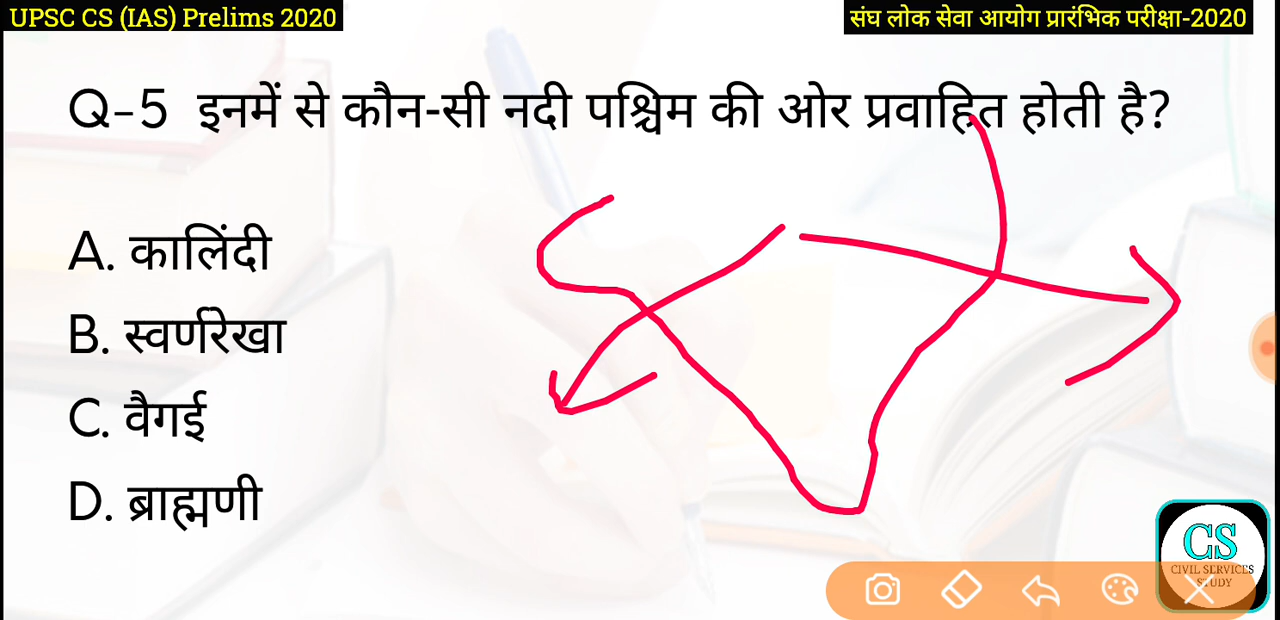 UPSC CS (IAS) Prelims 2020
संघ लोक सेवा आयोग प्रारंभिक परीक्षा-2020
Q-5 इनमें से कौन-सी नदी पश्चिम की ओर प्रवाहित होती है?
A. कालिंदी
B. स्वर्णरेखा
C. वैगई
D. ब्राह्मणी
CS
CIVIL SERVICES
STUDY